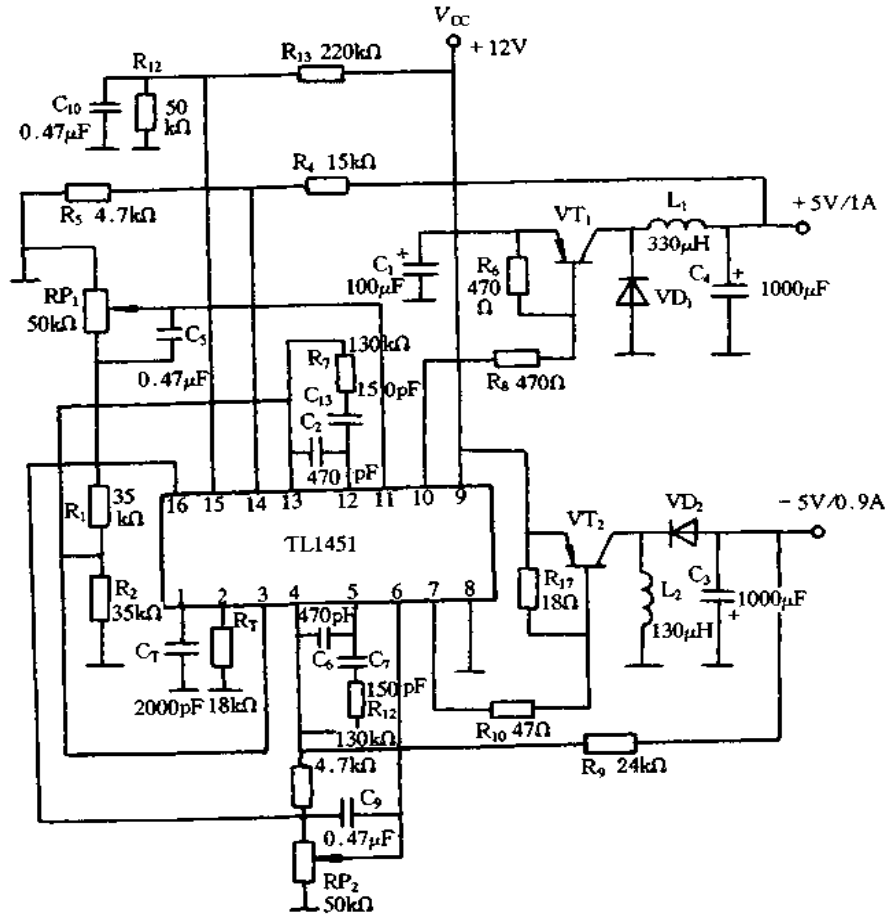 V_CC
+12V
R₁₃ 220kΩ
R₁₂
C₁₀
0.47μF
50
kΩ
R₄ 15kΩ
R₅ 4.7kΩ
L₁
330μH
+5V/1A
VT₁
C₁
+
100μF
R₆
470
Ω
VD₁
C₄
+
1000μF
RP₁
50kΩ
C₅
0.47μF
130kΩ
R₇
150pF
C₁₃
C₂
470 pF
R₈ 470Ω
16 15 14 13 12 11 10 9
R₁
35
kΩ
TL1451
R₂
35kΩ
1 2 3 4 5 6 7 8
VT₂
VD₂
-5V/0.9A
R₁₇
18Ω
L₂
130μH
C₃
1000μF
+
C_T
2000pF
R_T
18kΩ
470pH
C₆
C₇
150pF
R₁₂
130kΩ
R₁₀ 47Ω
R₉ 24kΩ
4.7kΩ
C₉
0.47μF
RP₂
50kΩ